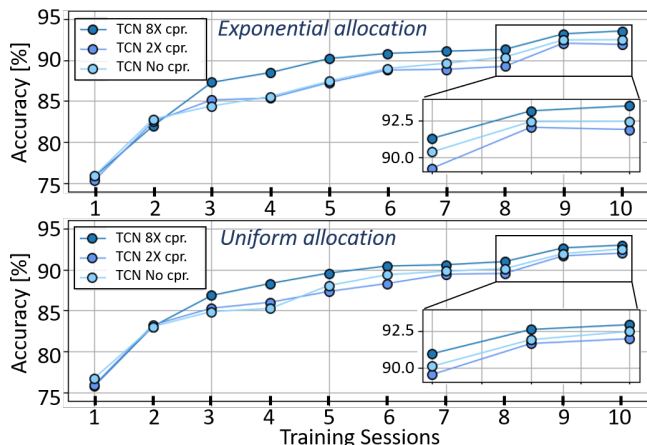 Exponential allocation
TCN 8X cpr.
TCN 2X cpr.
TCN No cpr.
Accuracy [%]
95
90
85
80
75
92.5
90.0
1 2 3 4 5 6 7 8 9 10
Uniform allocation
TCN 8X cpr.
TCN 2X cpr.
TCN No cpr.
Accuracy [%]
95
90
85
80
75
92.5
90.0
1 2 3 4 5 6 7 8 9 10
Training Sessions